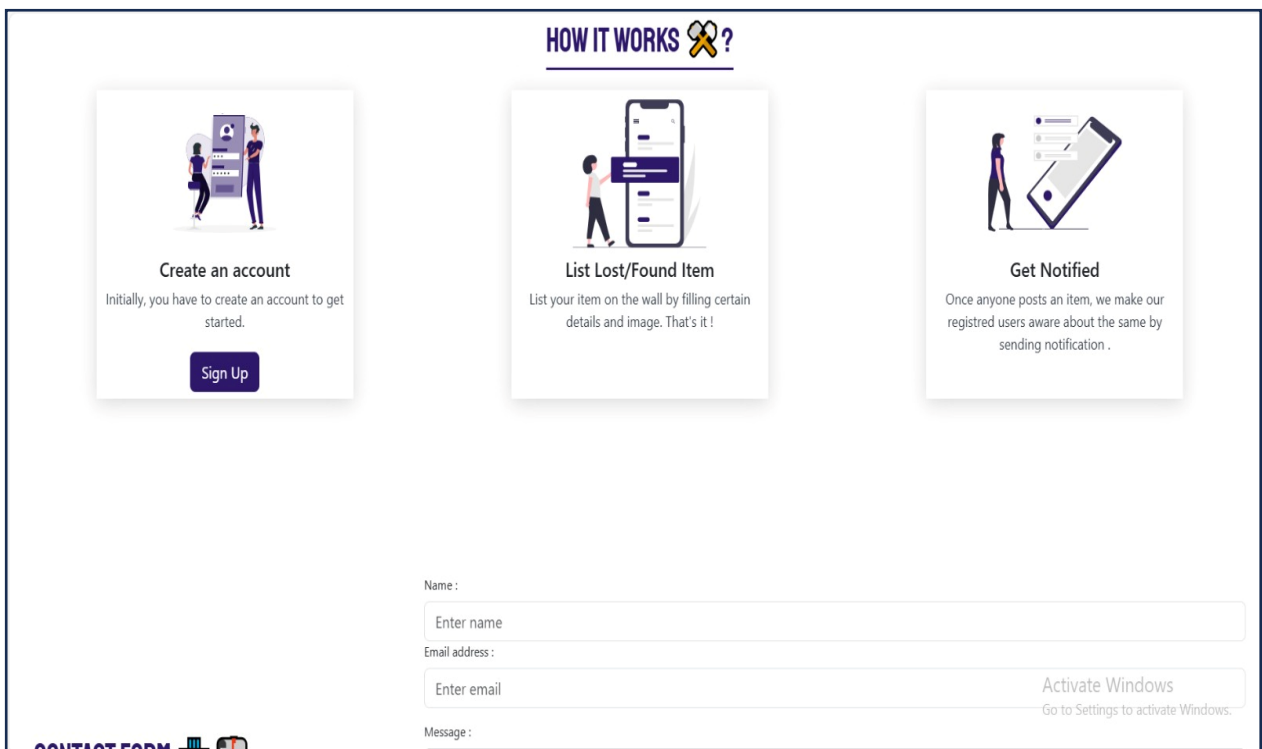 HOW IT WORKS ?
Create an account
Initially, you have to create an account to get
started.
Sign Up
List Lost/Found Item
List your item on the wall by filling certain
details and image. That's it !
Get Notified
Once anyone posts an item, we make our
registred users aware about the same by
sending notification .
Name :
Enter name
Email address :
Enter email
Activate Windows
Go to Settings to activate Windows.
Message :
CONTACT FORM